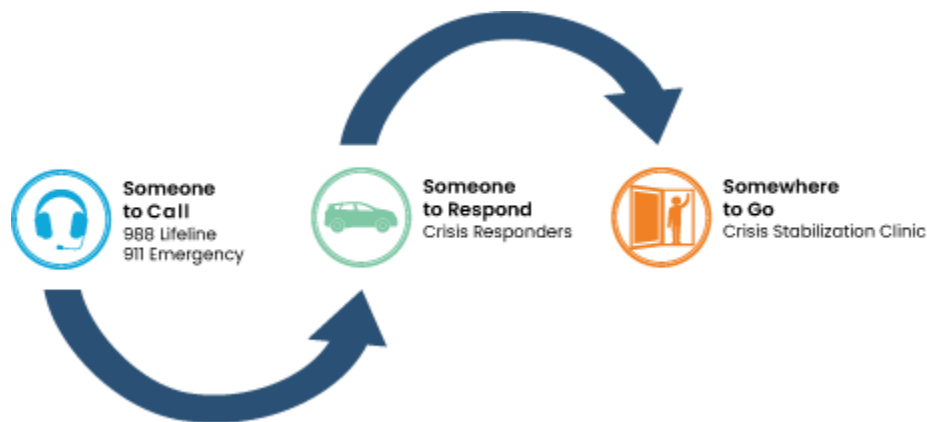 Someone
to Call
988 Lifeline
911 Emergency
Someone
to Respond
Crisis Responders
Somewhere
to Go
Crisis Stabilization Clinic